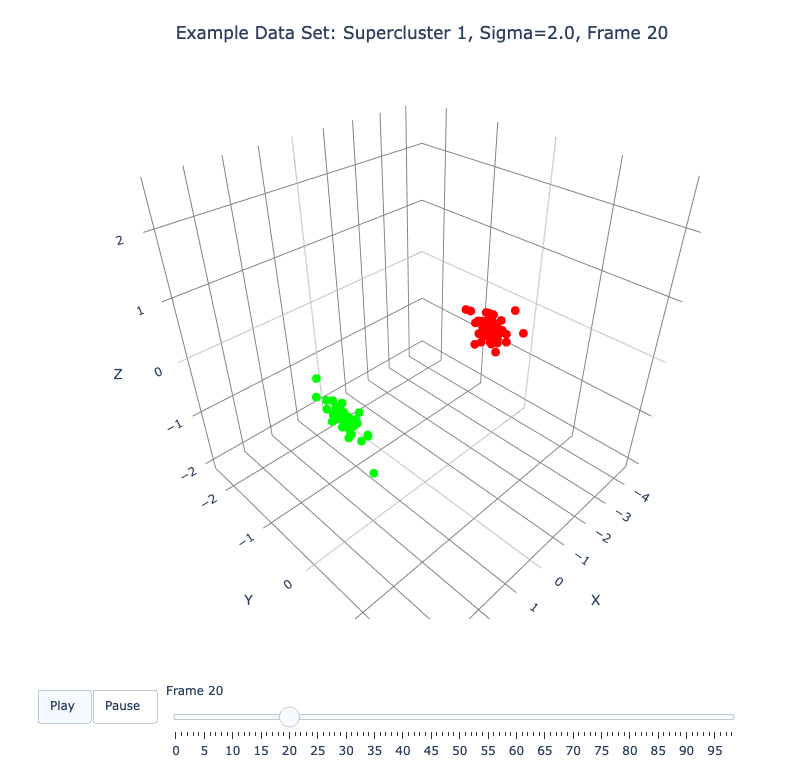 Example Data Set: Supercluster 1, Sigma=2.0, Frame 20
2
1
0
−1
−2
Z
−2
−1
0
Y
−4
−3
−2
−1
0
1
X
Play
Pause
Frame 20
0 5 10 15 20 25 30 35 40 45 50 55 60 65 70 75 80 85 90 95